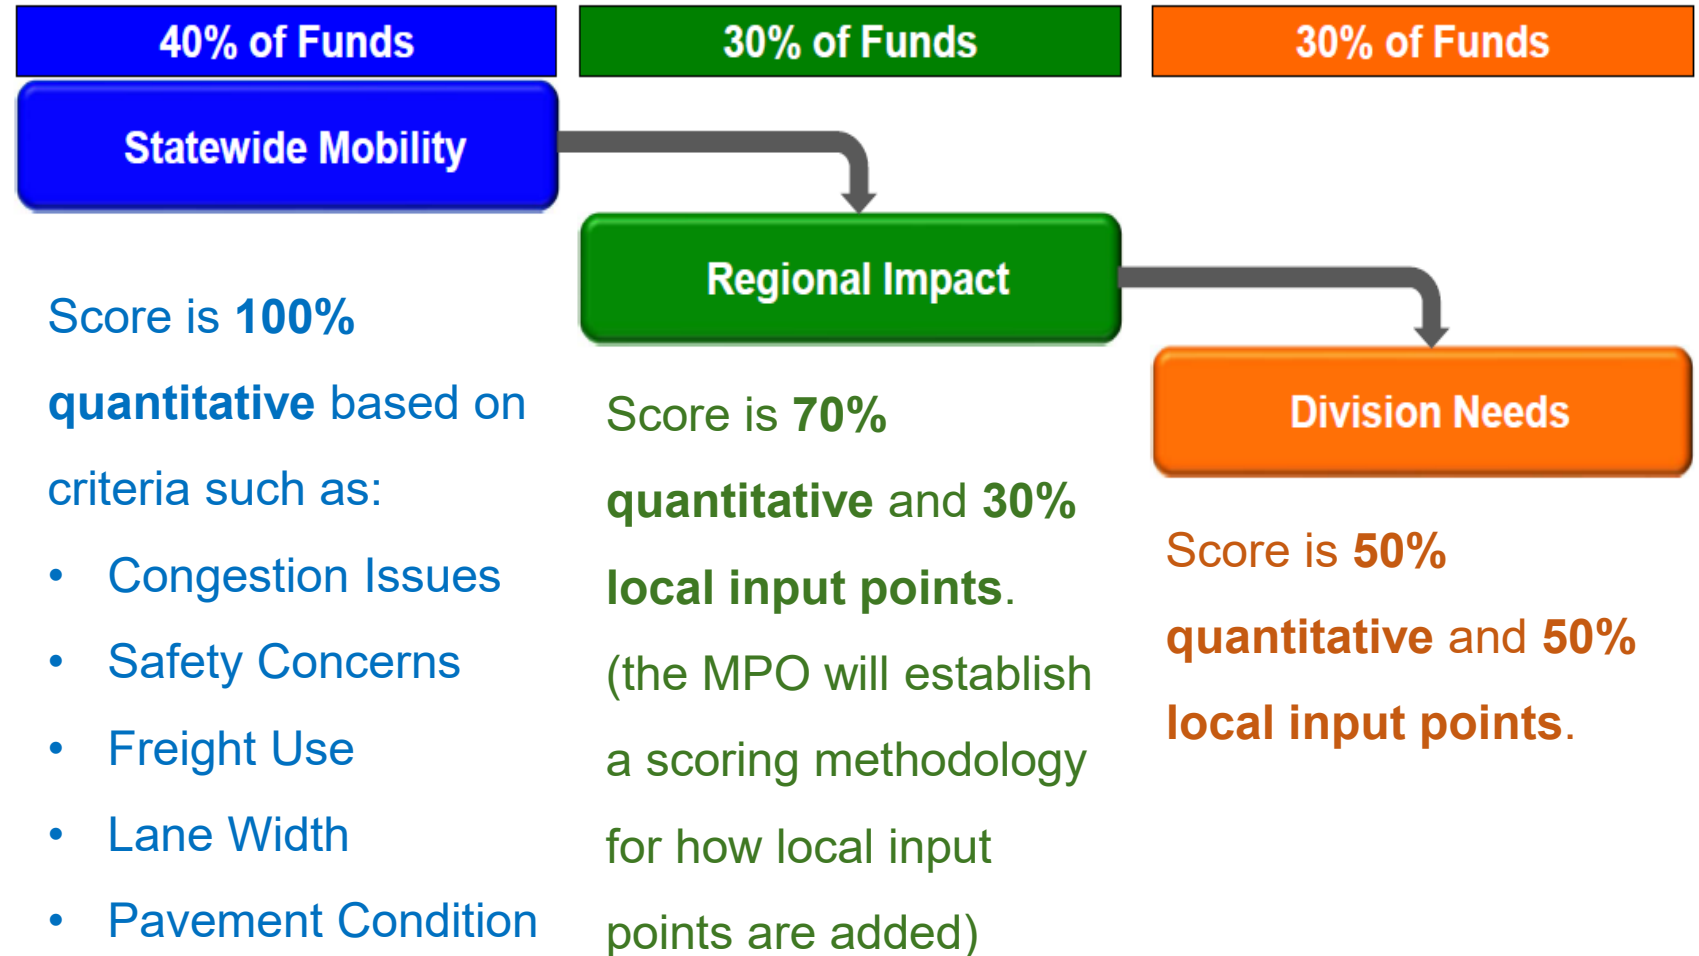 40% of Funds
Statewide Mobility
Score is 100%
quantitative based on
criteria such as:
• Congestion Issues
• Safety Concerns
• Freight Use
• Lane Width
• Pavement Condition
30% of Funds
Regional Impact
Score is 70%
quantitative and 30%
local input points.
(the MPO will establish
a scoring methodology
for how local input
points are added)
30% of Funds
Division Needs
Score is 50%
quantitative and 50%
local input points.